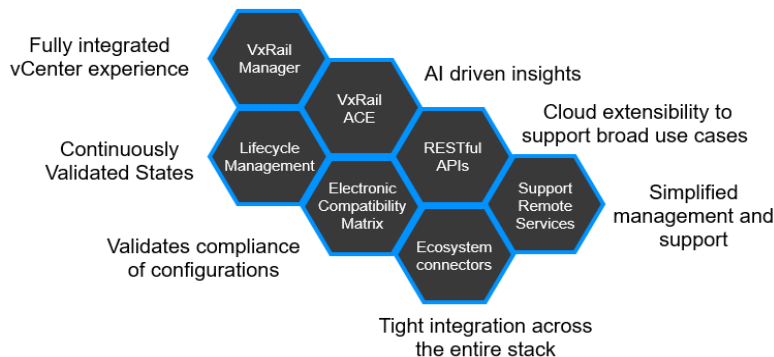 Fully integrated
vCenter experience
VxRail
Manager
VxRail
ACE
AI driven insights
Continuously
Validated States
Lifecycle
Management
RESTful
APIs
Cloud extensibility to
support broad use cases
Electronic
Compatibility
Matrix
Support
Remote
Services
Simplified
management and
support
Validates compliance
of configurations
Ecosystem
connectors
Tight integration across
the entire stack